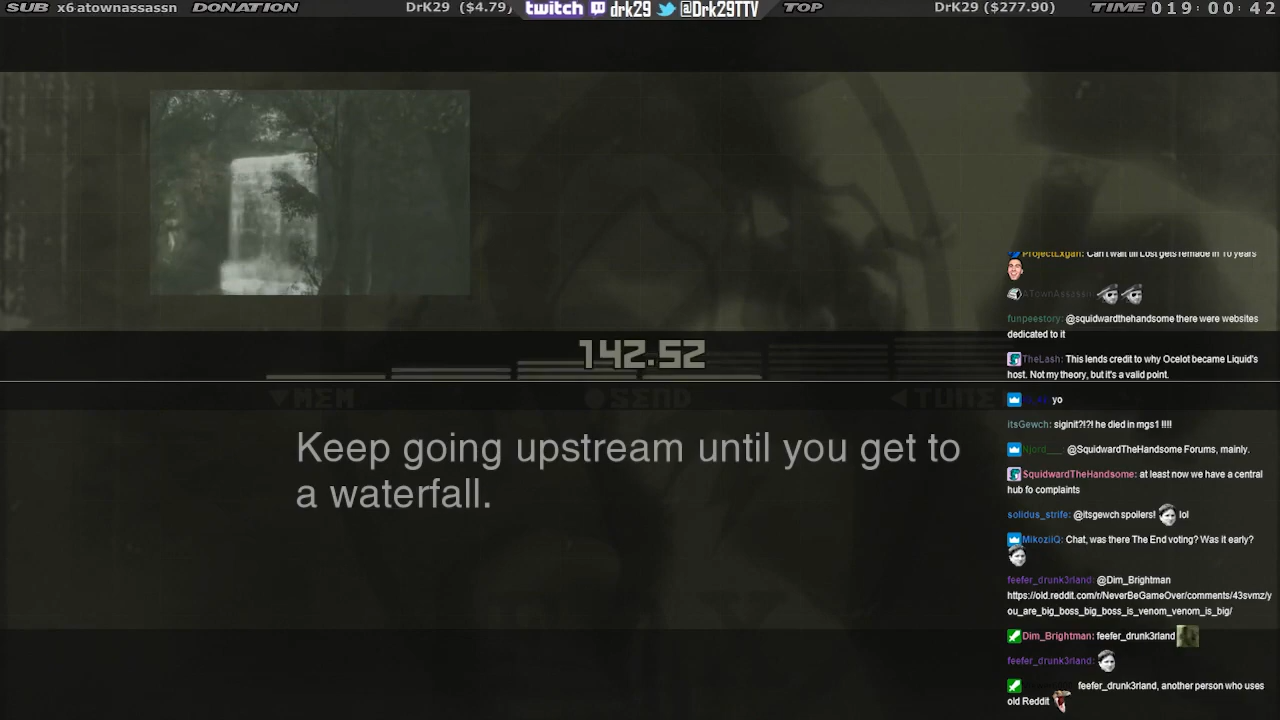 SUB x6 atownassassn DONATION DrK29 ($4.79) twitch drk29 @Drk29TTV TOP DrK29 ($277.90) TIME 019:00:42
142.52
▼MEM ●SEND ◄TUNE
Keep going upstream until you get to
a waterfall.
ProjectExgan: Can't wait till Lost gets remade in 10 years
ATownAssassin:
funpeestory: @squidwardthehandsome there were websites
dedicated to it
TheLash: This lends credit to why Ocelot became Liquid's
host. Not my theory, but it's a valid point.
yo
itsGewch: siginit?!?! he died in mgs1 !!!!
Njord___: @SquidwardTheHandsome Forums, mainly.
SquidwardTheHandsome: at least now we have a central
hub fo complaints
solidus_strife: @itsgewch spoilers! lol
MikoziiQ: Chat, was there The End voting? Was it early?
feefer_drunk3rland: @Dim_Brightman
https://old.reddit.com/r/NeverBeGameOver/comments/43svmz/y
ou_are_big_boss_big_boss_is_venom_venom_is_big/
Dim_Brightman: feefer_drunk3rland
feefer_drunk3rland:
feefer_drunk3rland, another person who uses
old Reddit